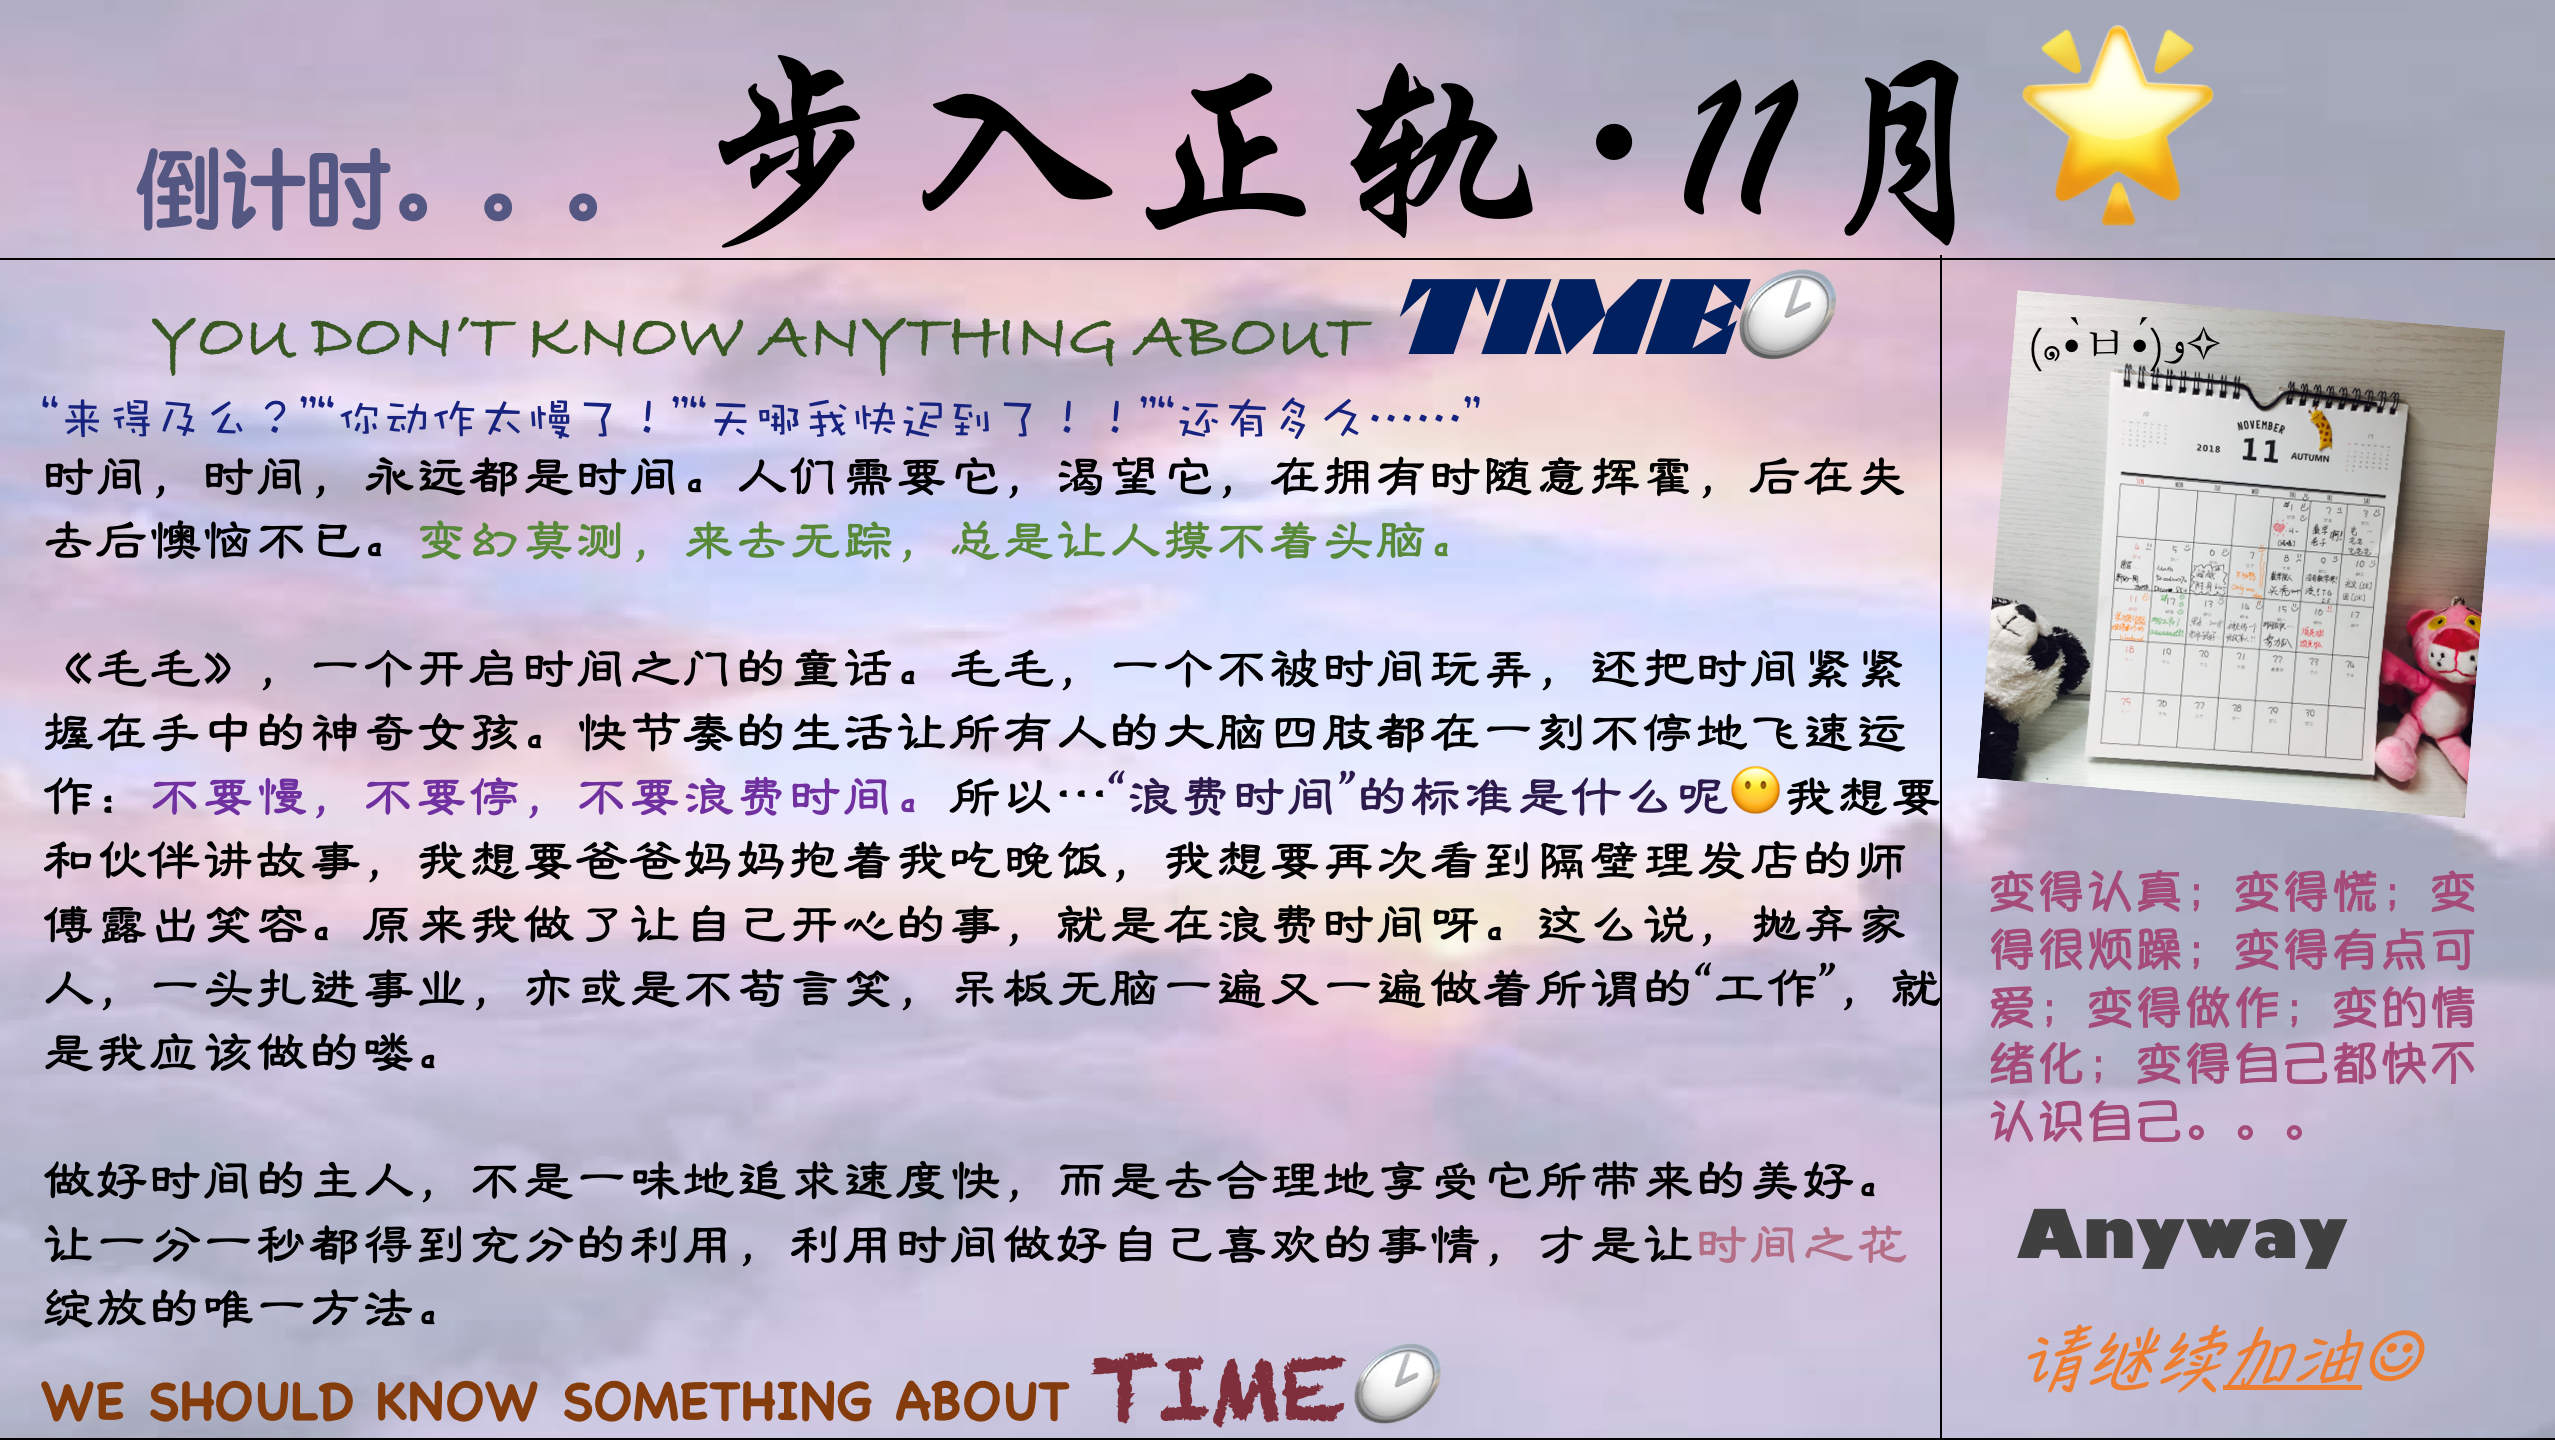 倒计时。。。
步入正轨·11月
YOU DON'T KNOW ANYTHING ABOUT TIME
“来得及么？”“你动作太慢了！”“天哪我快迟到了！！”“还有多久……”
时间，时间，永远都是时间。人们需要它，渴望它，在拥有时随意挥霍，后在失
去后懊恼不已。变幻莫测，来去无踪，总是让人摸不着头脑。
《毛毛》，一个开启时间之门的童话。毛毛，一个不被时间玩弄，还把时间紧紧
握在手中的神奇女孩。快节奏的生活让所有人的大脑四肢都在一刻不停地飞速运
作：不要慢，不要停，不要浪费时间。所以…“浪费时间”的标准是什么呢😶我想要
和伙伴讲故事，我想要爸爸妈妈抱着我吃晚饭，我想要再次看到隔壁理发店的师
傅露出笑容。原来我做了让自己开心的事，就是在浪费时间呀。这么说，抛弃家
人，一头扎进事业，亦或是不苟言笑，呆板无脑一遍又一遍做着所谓的“工作”，就
是我应该做的喽。
做好时间的主人，不是一味地追求速度快，而是去合理地享受它所带来的美好。
让一分一秒都得到充分的利用，利用时间做好自己喜欢的事情，才是让时间之花
绽放的唯一方法。
WE SHOULD KNOW SOMETHING ABOUT TIME
(๑•̀ㅂ•́)و✧
NOVEMBER
2018 11 AUTUMN
变得认真；变得慌；变
得很烦躁；变得有点可
爱；变得做作；变的情
绪化；变得自己都快不
认识自己。。。
Anyway
请继续加油☺